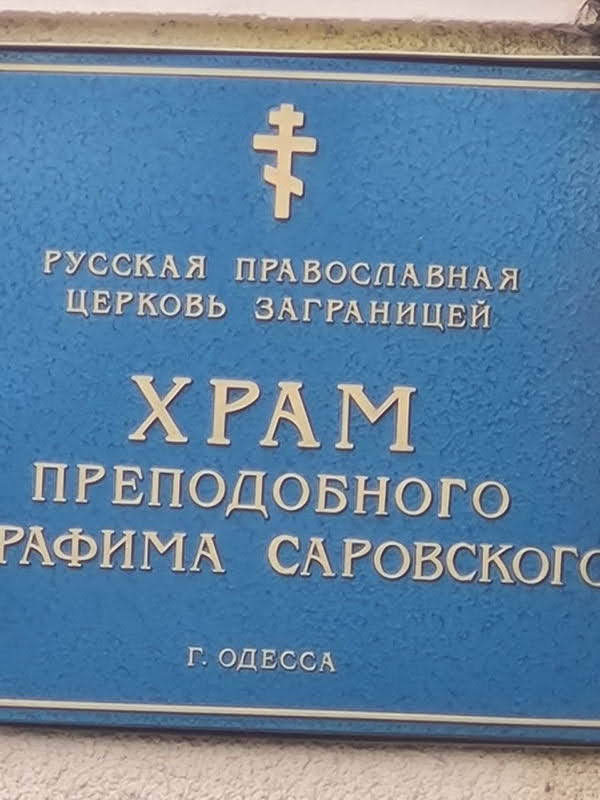 РУССКАЯ ПРАВОСЛАВНАЯ
ЦЕРКОВЬ ЗАГРАНИЦЕЙ
ХРАМ
ПРЕПОДОБНОГО
РАФИМА САРОВСКОГО
Г. ОДЕССА